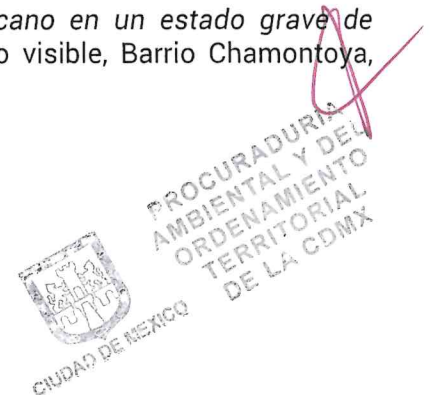 cano en un estado grave de
o visible, Barrio Chamontoya,
PROCURADURÍA
AMBIENTAL Y DEL
ORDENAMIENTO
TERRITORIAL
DE LA CDMX
CIUDAD DE MÉXICO